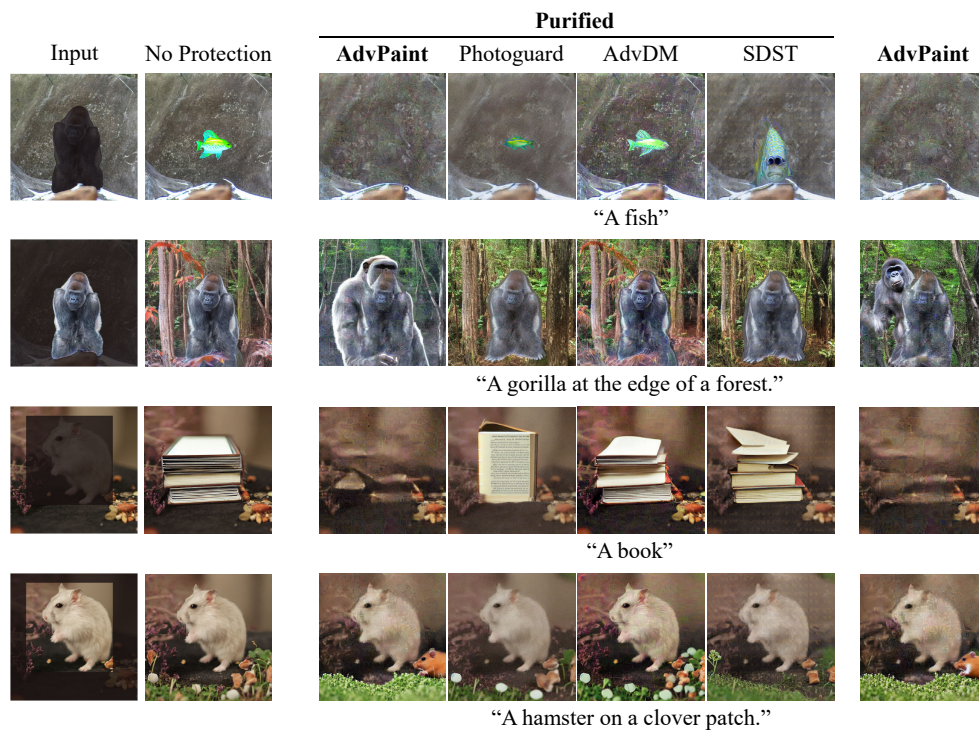 Purified
Input No Protection AdvPaint Photoguard AdvDM SDST AdvPaint
“A fish”
“A gorilla at the edge of a forest.”
“A book”
“A hamster on a clover patch.”